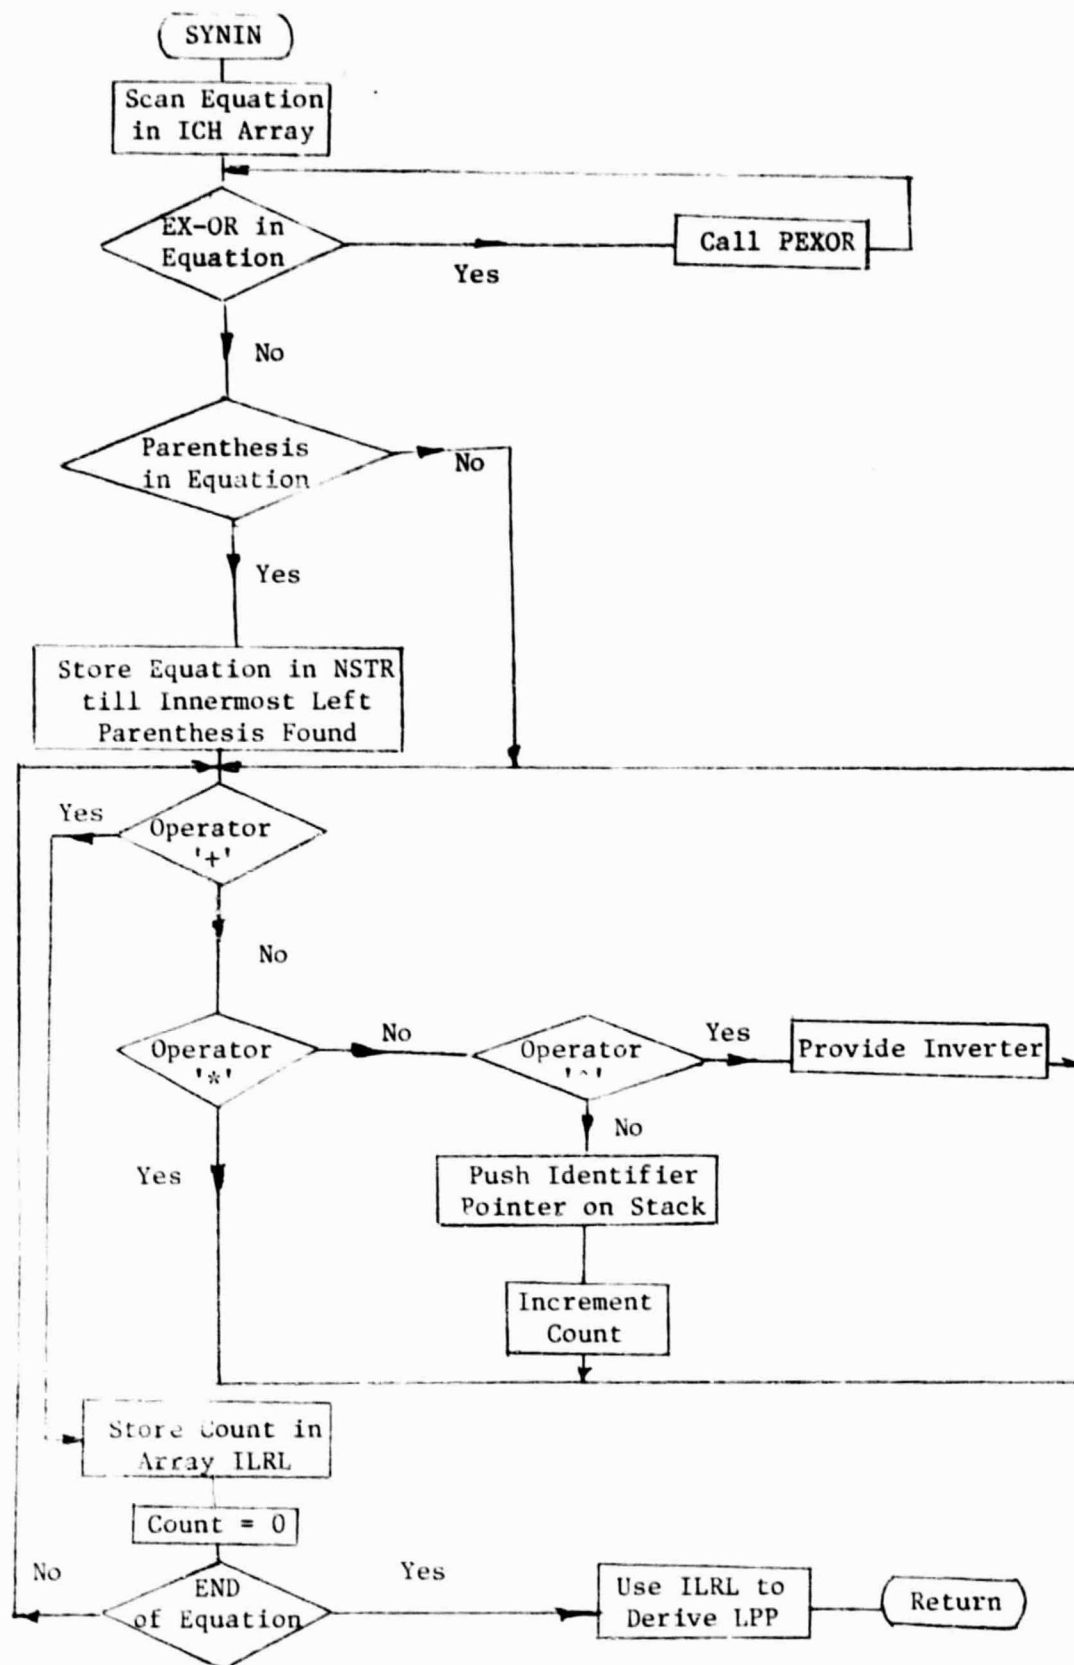 SYNIN
Scan Equation
in ICH Array
EX-OR in
Equation
Yes
Call PEXOR
No
Parenthesis
in Equation
No
Yes
Store Equation in NSTR
till Innermost Left
Parenthesis Found
Yes
Operator
'+'
No
Operator
'*'
No
Operator
'^'
Yes
Provide Inverter
Yes
No
Push Identifier
Pointer on Stack
Increment
Count
Store Count in
Array ILRL
Count = 0
No
END
of Equation
Yes
Use ILRL to
Derive LPP
Return